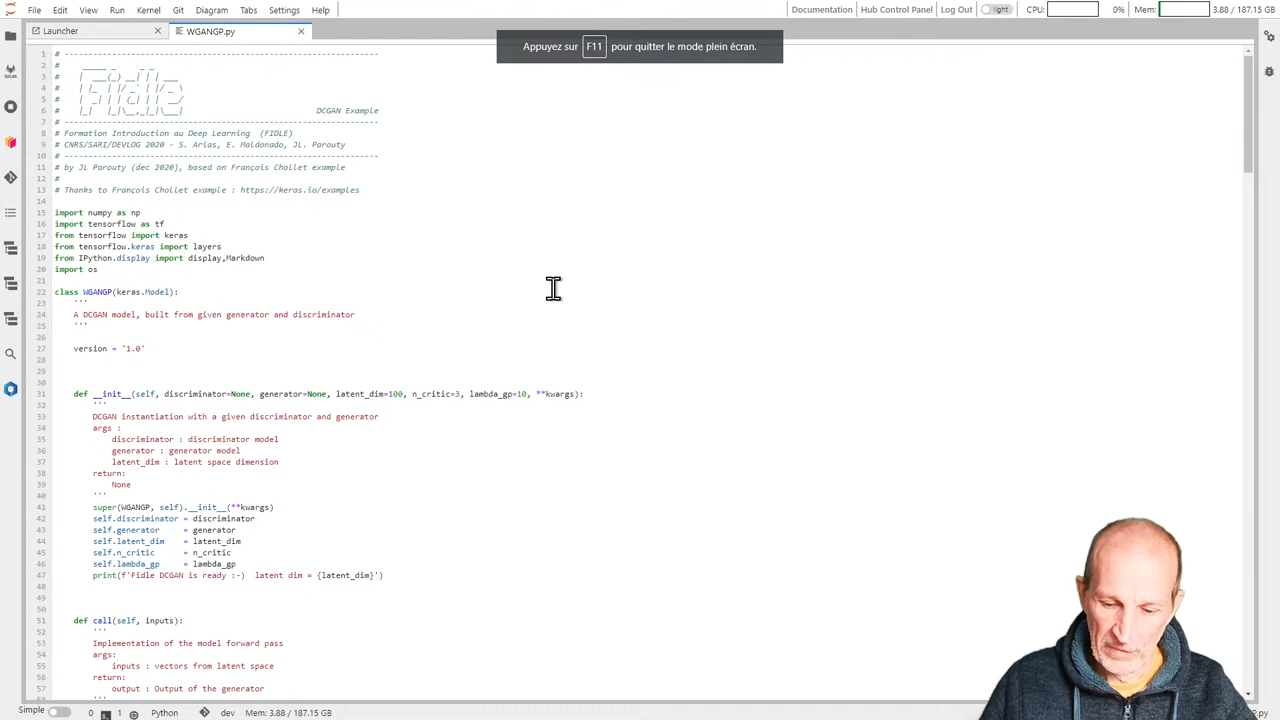 File Edit View Run Kernel Git Diagram Tabs Settings Help
Documentation Hub Control Panel Log Out light CPU: 0% Mem: 3.88 / 187.15 GB
Launcher × WGANGP.py ×
Appuyez sur F11 pour quitter le mode plein écran.
1 # ----------------------------------------------------------------
2 #     _____ _     _ _
3 #    |  ___(_) __| | | ___
4 #    | |_  | |/ _` | |/ _ \
5 #    |  _| | | (_| | |  __/
6 #    |_|   |_|\__,_|_|\___|                  DCGAN Example
7 # ----------------------------------------------------------------
8 # Formation Introduction au Deep Learning  (FIDLE)
9 # CNRS/SARI/DEVLOG 2020 - S. Arias, E. Maldonado, JL. Parouty
10 # ----------------------------------------------------------------
11 # by JL Parouty (dec 2020), based on François Chollet example
12 #
13 # Thanks to François Chollet example : https://keras.io/examples
14
15 import numpy as np
16 import tensorflow as tf
17 from tensorflow import keras
18 from tensorflow.keras import layers
19 from IPython.display import display,Markdown
20 import os
21
22 class WGANGP(keras.Model):
23     '''
24     A DCGAN model, built from given generator and discriminator
25     '''
26
27     version = '1.0'
28
29
30
31     def __init__(self, discriminator=None, generator=None, latent_dim=100, n_critic=3, lambda_gp=10, **kwargs):
32         '''
33         DCGAN instantiation with a given discriminator and generator
34         args :
35             discriminator : discriminator model
36             generator : generator model
37             latent_dim : latent space dimension
38         return:
39             None
40         '''
41         super(WGANGP, self).__init__(**kwargs)
42         self.discriminator = discriminator
43         self.generator     = generator
44         self.latent_dim    = latent_dim
45         self.n_critic      = n_critic
46         self.lambda_gp     = lambda_gp
47         print(f'Fidle DCGAN is ready :-)  latent dim = {latent_dim}')
48
49
50
51     def call(self, inputs):
52         '''
53         Implementation of the model forward pass
54         args:
55             inputs : vectors from latent space
56         return:
57             output : Output of the generator
'''
Simple 0 1 Python dev Mem: 3.88 / 187.15 GB